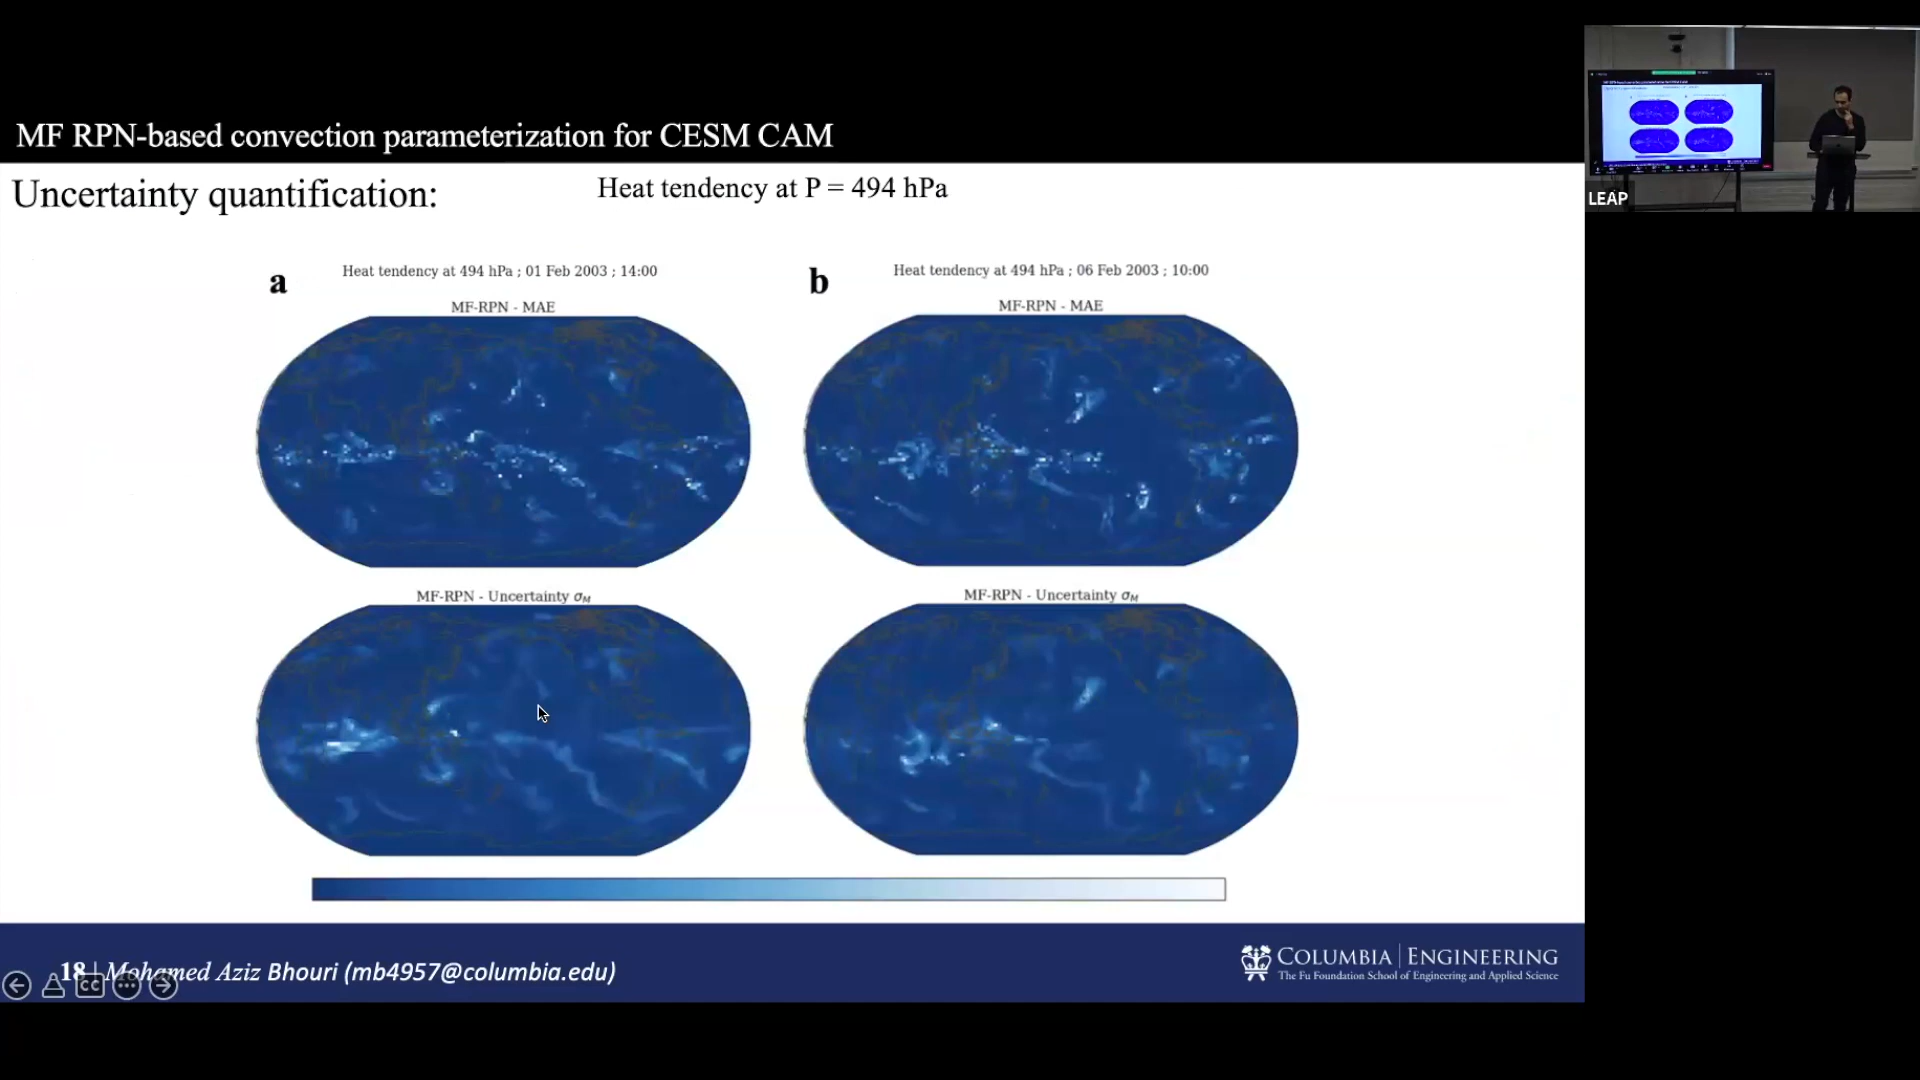 MF RPN-based convection parameterization for CESM CAM
Uncertainty quantification:
Heat tendency at P = 494 hPa
a
Heat tendency at 494 hPa ; 01 Feb 2003 ; 14:00
MF-RPN - MAE
b
Heat tendency at 494 hPa ; 06 Feb 2003 ; 10:00
MF-RPN - MAE
MF-RPN - Uncertainty σM
MF-RPN - Uncertainty σM
18 | Mohamed Aziz Bhouri (mb4957@columbia.edu)
CC
COLUMBIA | ENGINEERING
The Fu Foundation School of Engineering and Applied Science
LEAP